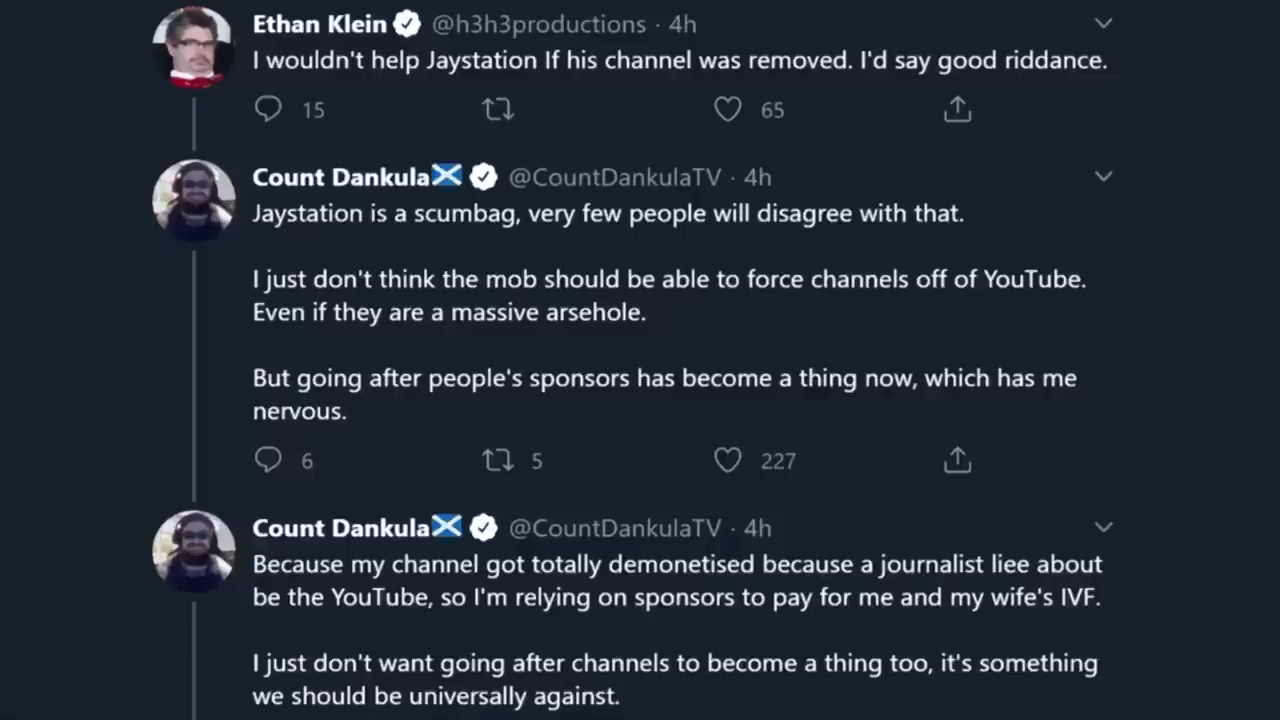 Ethan Klein @h3h3productions · 4h
I wouldn't help Jaystation If his channel was removed. I'd say good riddance.
15 65
Count Dankula @CountDankulaTV · 4h
Jaystation is a scumbag, very few people will disagree with that.
I just don't think the mob should be able to force channels off of YouTube.
Even if they are a massive arsehole.
But going after people's sponsors has become a thing now, which has me
nervous.
6 5 227
Count Dankula @CountDankulaTV · 4h
Because my channel got totally demonetised because a journalist liee about
be the YouTube, so I'm relying on sponsors to pay for me and my wife's IVF.
I just don't want going after channels to become a thing too, it's something
we should be universally against.